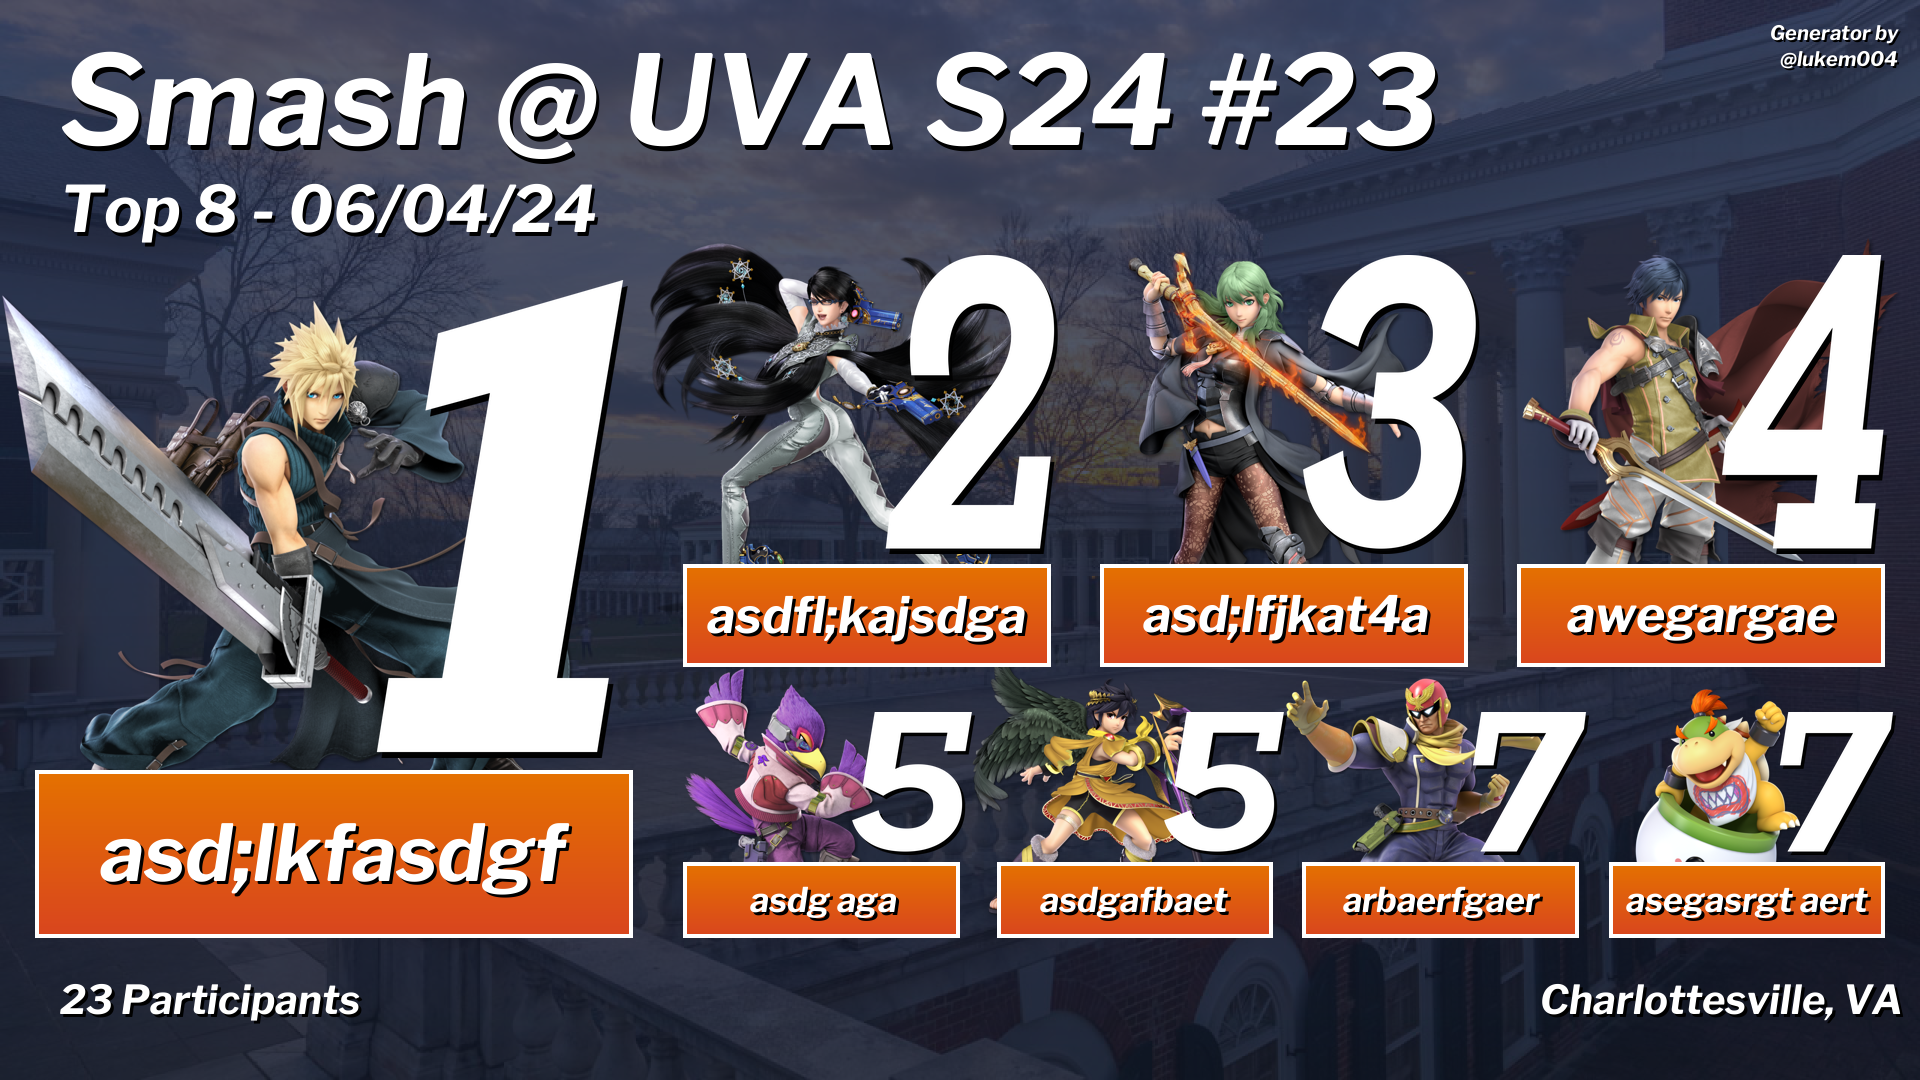 Smash @ UVA S24 #23
Generator by
@lukem004
Top 8 - 06/04/24
1
2
3
4
asd;lkfasdgf
asdfl;kajsdga
asd;lfjkat4a
awegargae
5
5
7
7
asdg aga
asdgafbaet
arbaerfgaer
asegasrgt aert
23 Participants
Charlottesville, VA